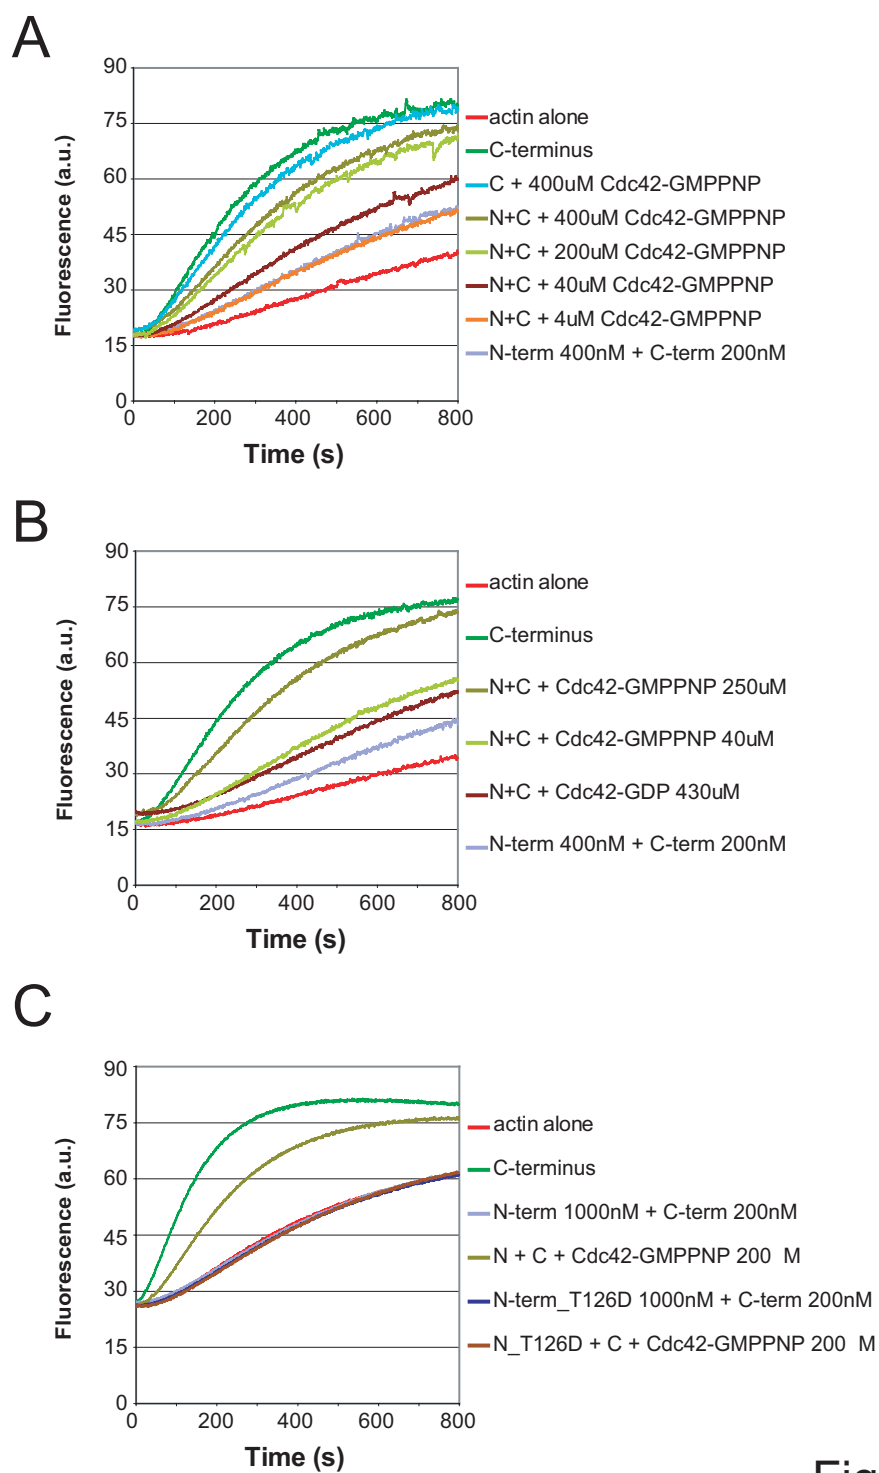 A
90
75
60
45
30
15
0
Fluorescence (a.u.)
0 200 400 600 800
Time (s)
actin alone
C-terminus
C + 400uM Cdc42-GMPPNP
N+C + 400uM Cdc42-GMPPNP
N+C + 200uM Cdc42-GMPPNP
N+C + 40uM Cdc42-GMPPNP
N+C + 4uM Cdc42-GMPPNP
N-term 400nM + C-term 200nM
B
90
75
60
45
30
15
0
Fluorescence (a.u.)
0 200 400 600 800
Time (s)
actin alone
C-terminus
N+C + Cdc42-GMPPNP 250uM
N+C + Cdc42-GMPPNP 40uM
N+C + Cdc42-GDP 430uM
N-term 400nM + C-term 200nM
C
90
75
60
45
30
15
0
Fluorescence (a.u.)
0 200 400 600 800
Time (s)
actin alone
C-terminus
N-term 1000nM + C-term 200nM
N + C + Cdc42-GMPPNP 200 M
N-term_T126D 1000nM + C-term 200nM
N_T126D + C + Cdc42-GMPPNP 200 M